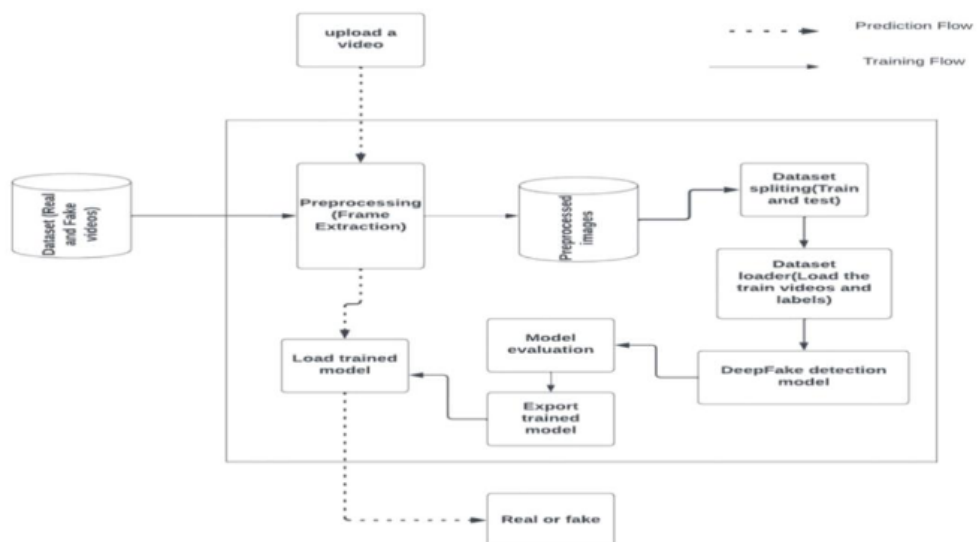 upload a
video
Prediction Flow
Training Flow
Dataset (Real
and Fake
videos)
Preprocessing
(Frame
Extraction)
Preprocessed
images
Dataset
spliting(Train
and test)
Dataset
loader(Load the
train videos and
labels)
Model
evaluation
Load trained
model
DeepFake detection
model
Export
trained
model
Real or fake